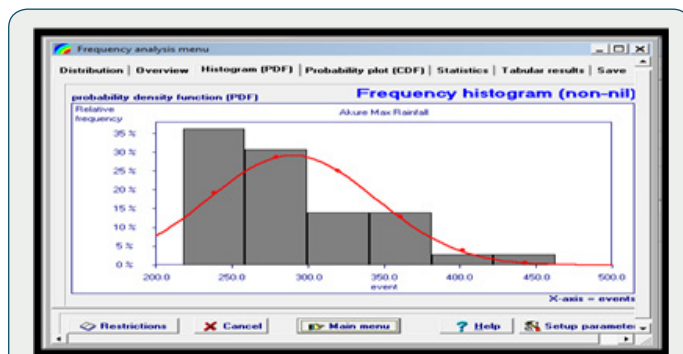 Frequency analysis menu
Distribution | Overview | Histogram (PDF) | Probability plot (CDF) | Statistics | Tabular results | Save
probability density function (PDF) Frequency histogram (non-nil)
Relative
frequency
Akure Max Rainfall
35 %
30 %
25 %
20 %
15 %
10 %
5 %
0 %
200.0 250.0 300.0 350.0 400.0 450.0 500.0
event
X-axis = events
Restrictions Cancel Main menu ? Help Setup paramete